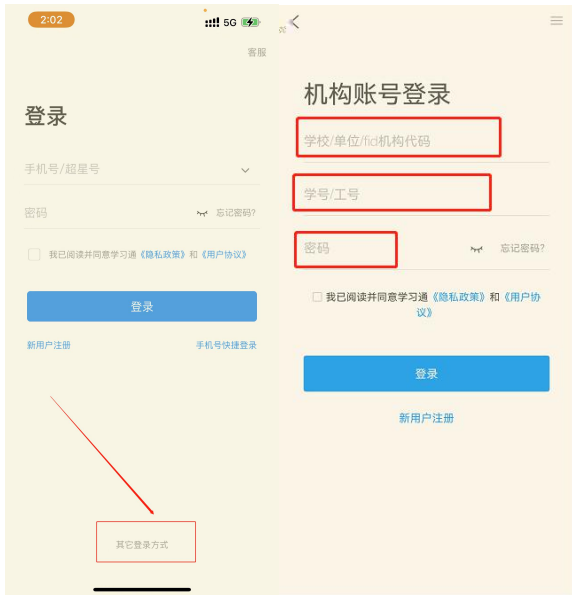 2:02
5G
客服
登录
手机号/超星号
密码
忘记密码?
我已阅读并同意学习通《隐私政策》和《用户协议》
登录
新用户注册
手机号快捷登录
其它登录方式
机构账号登录
学校/单位/fid机构代码
学号/工号
密码
忘记密码?
我已阅读并同意学习通《隐私政策》和《用户协
议》
登录
新用户注册